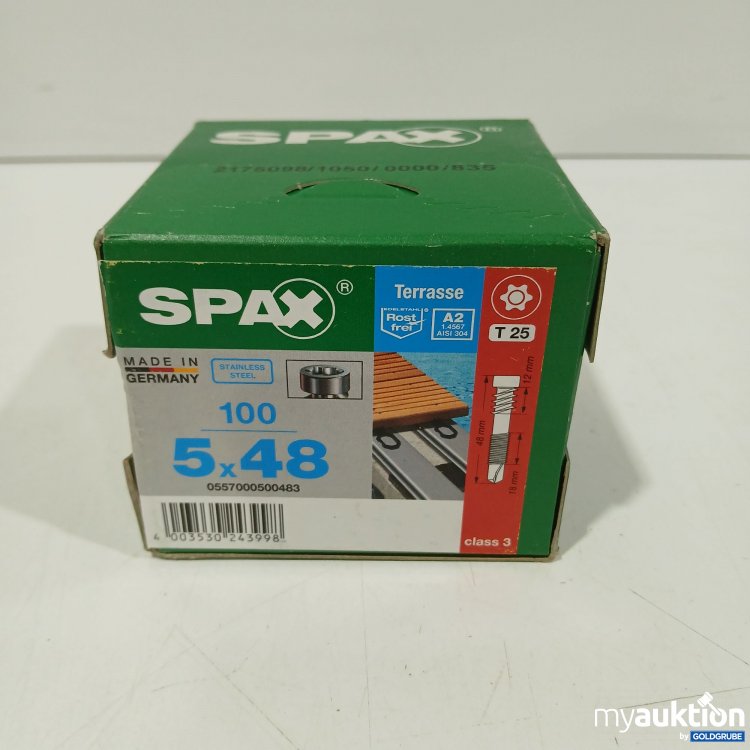 SPAX®
2175098/1050/0000/835
SPAX®
MADE IN
GERMANY
STAINLESS
STEEL
100
5x48
0557000500483
4 003530 243998
Terrasse
EDELSTAHL®
Rost
frei
A2
1.4567
AISI 304
T 25
12 mm
48 mm
18 mm
class 3
myauktion
by GOLDGRUBE